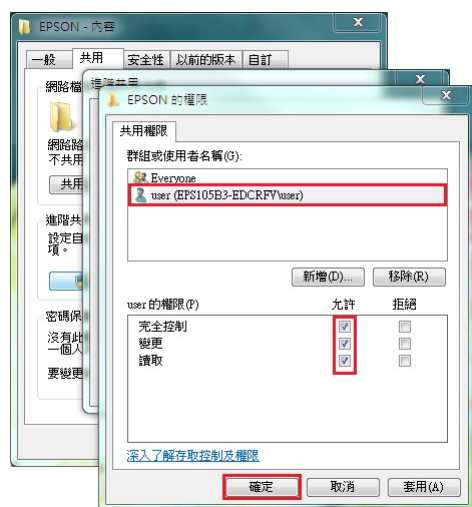 EPSON - 內容
一般 共用 安全性 以前的版本 自訂
網路檔
網路路
不共用
共用
進階共
設定自
項。
密碼保
沒有此
一個人
要變更
進階共用
EPSON 的權限
共用權限
群組或使用者名稱(G):
Everyone
user (EPS105B3-EDCRFV\user)
新增(D)... 移除(R)
user 的權限(P) 允許 拒絕
完全控制
變更
讀取
深入了解存取控制及權限
確定 取消 套用(A)